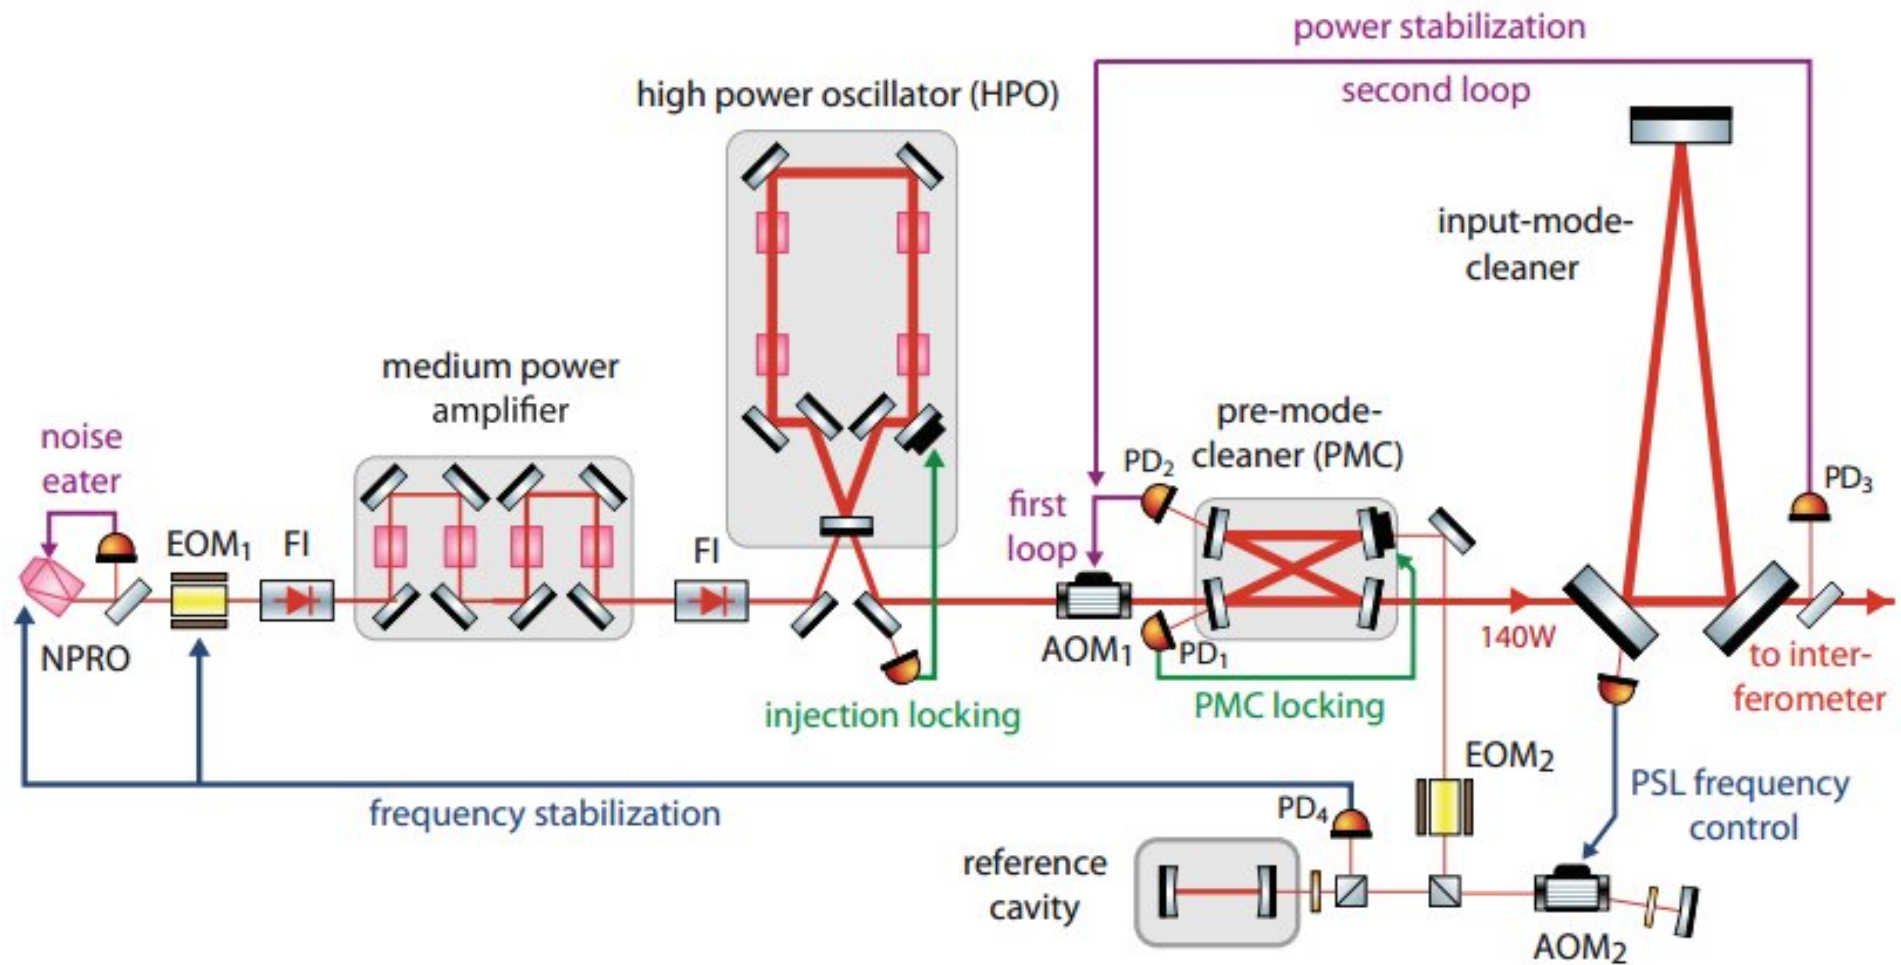 power stabilization
second loop
high power oscillator (HPO)
input-mode-
cleaner
medium power
amplifier
pre-mode-
cleaner (PMC)
noise
eater
PD2
PD3
first
loop
EOM1
FI
FI
NPRO
AOM1
PD1
140W
to inter-
ferometer
injection locking
PMC locking
EOM2
PSL frequency
control
frequency stabilization
PD4
reference
cavity
AOM2